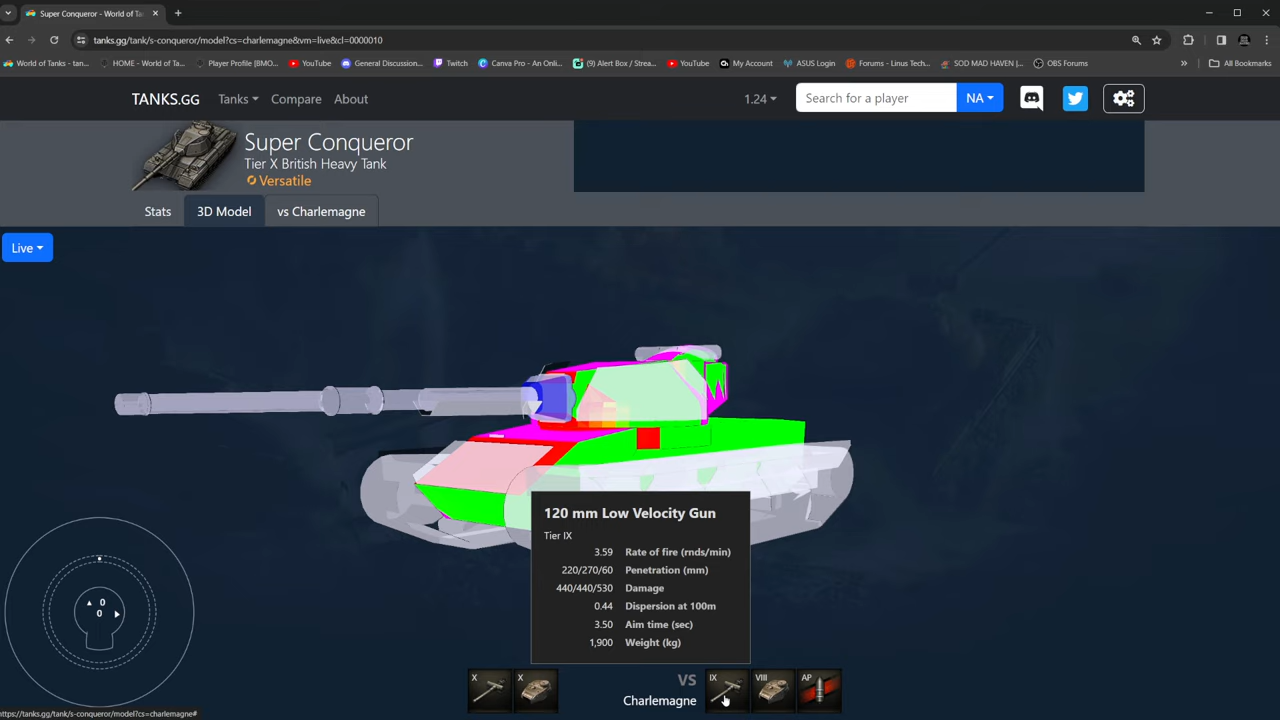 Super Conqueror - World of Ta
tanks.gg/tank/s-conqueror/model?cs=charlemagne&vm=live&cl=0000010
World of Tanks - tan...
HOME - World of Ta...
Player Profile [BMO...
YouTube
General Discussion...
Twitch
Canva Pro - An Onli...
(9) Alert Box / Strea...
YouTube
My Account
ASUS Login
Forums - Linus Tech...
SOD MAD HAVEN |...
OBS Forums
»
All Bookmarks
TANKS.GG
Tanks
Compare
About
1.24
Search for a player
NA
Super Conqueror
Tier X British Heavy Tank
Versatile
Stats
3D Model
vs Charlemagne
Live
120 mm Low Velocity Gun
Tier IX
3.59 Rate of fire (rnds/min)
220/270/60 Penetration (mm)
440/440/530 Damage
0.44 Dispersion at 100m
3.50 Aim time (sec)
1,900 Weight (kg)
0
0
X
X
VS
Charlemagne
IX
VIII
AP
https://tanks.gg/tank/s-conqueror/model?cs=charlemagne#